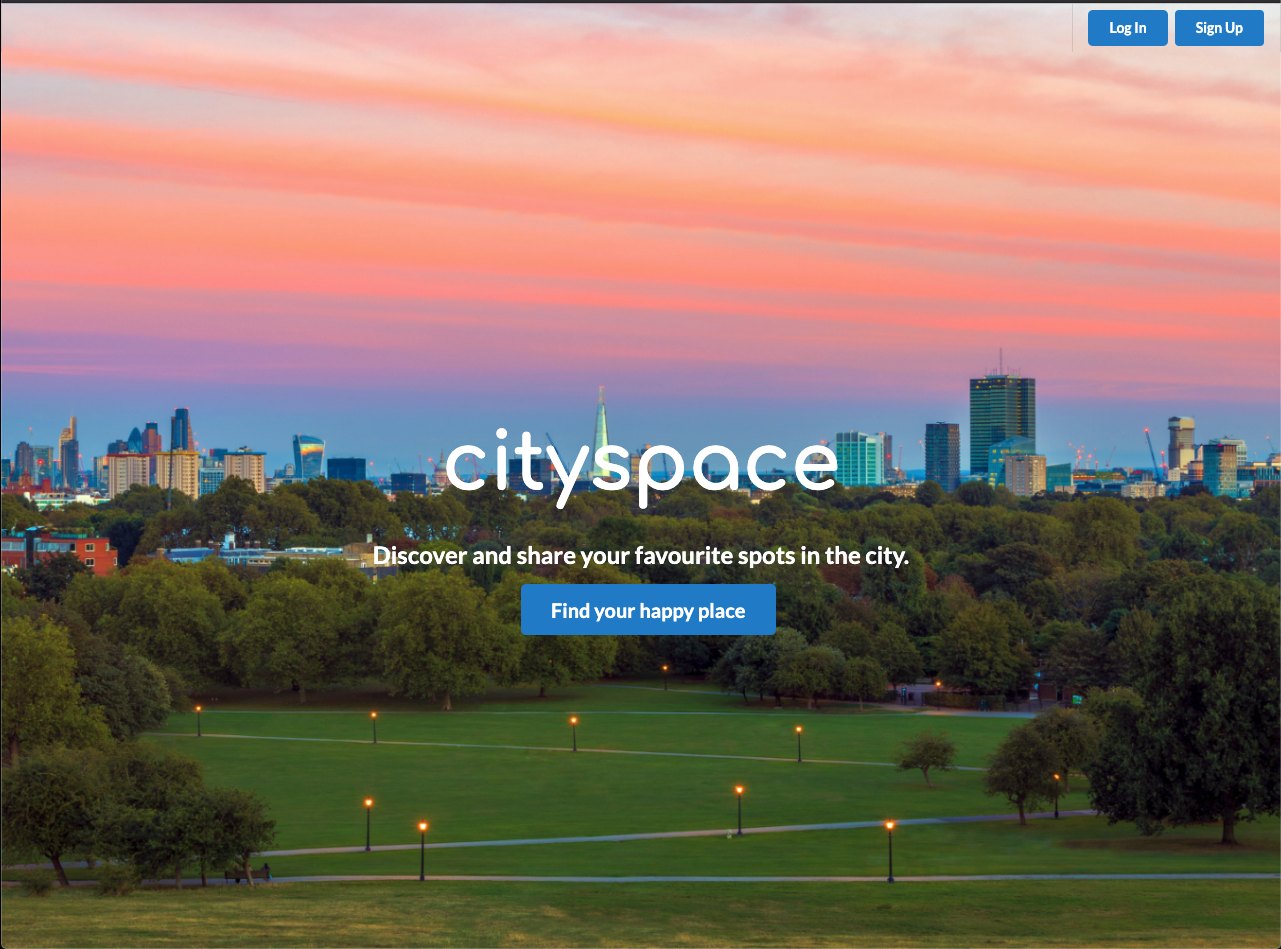 Log In
Sign Up
cityspace
Discover and share your favourite spots in the city.
Find your happy place